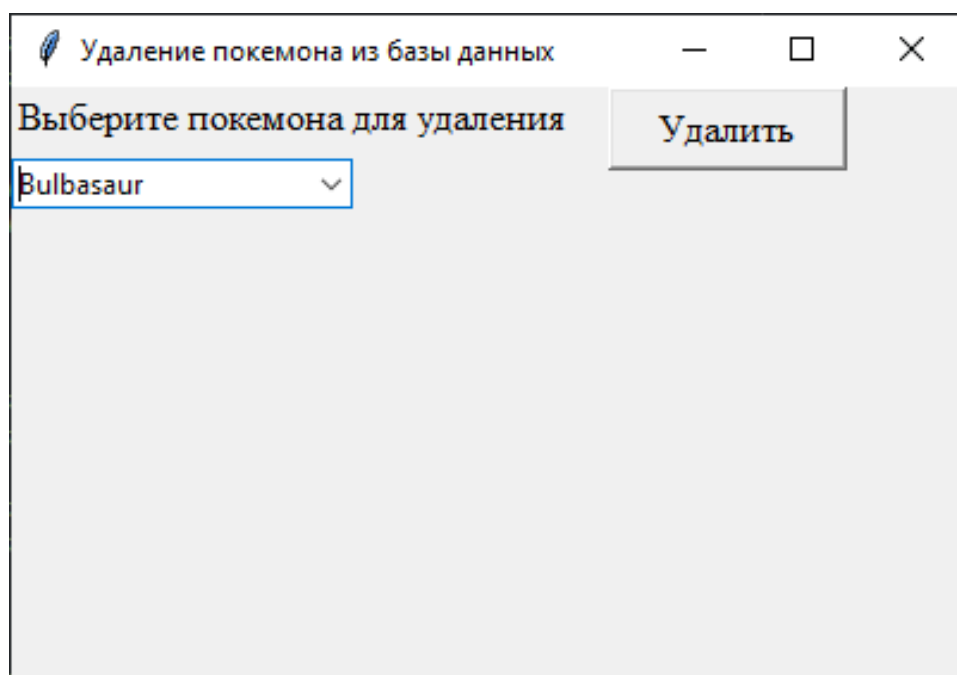 Удаление покемона из базы данных
Выберите покемона для удаления
Удалить
Bulbasaur